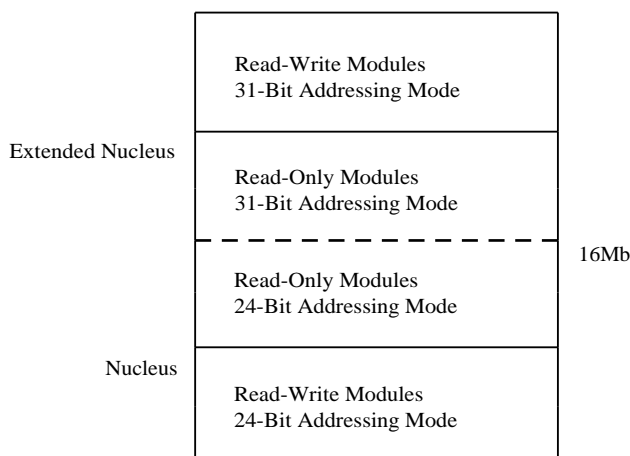 Read-Write Modules
31-Bit Addressing Mode
Extended Nucleus
Read-Only Modules
31-Bit Addressing Mode
16Mb
Read-Only Modules
24-Bit Addressing Mode
Nucleus
Read-Write Modules
24-Bit Addressing Mode